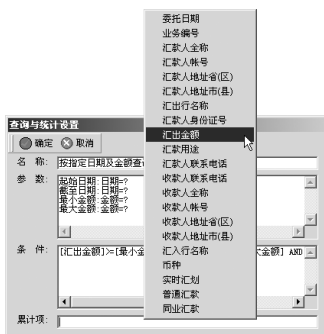 委托日期
业务编号
汇款人全称
汇款人帐号
汇款人地址省(区)
汇款人地址市(县)
汇出行名称
汇款人身份证号
汇出金额
汇款用途
汇款人联系电话
收款人联系电话
收款人全称
收款人帐号
收款人地址省(区)
收款人地址市(县)
汇入行名称
币种
实时汇划
普通汇款
同业汇款
查询与统计设置
确定 取消
名 称: 按指定日期及金额查
参 数: 起始日期:日期=?
截至日期:日期=?
最小金额:金额=?
最大金额:金额=?
条 件: [汇出金额]>=[最小金 大金额] AND
累计项: